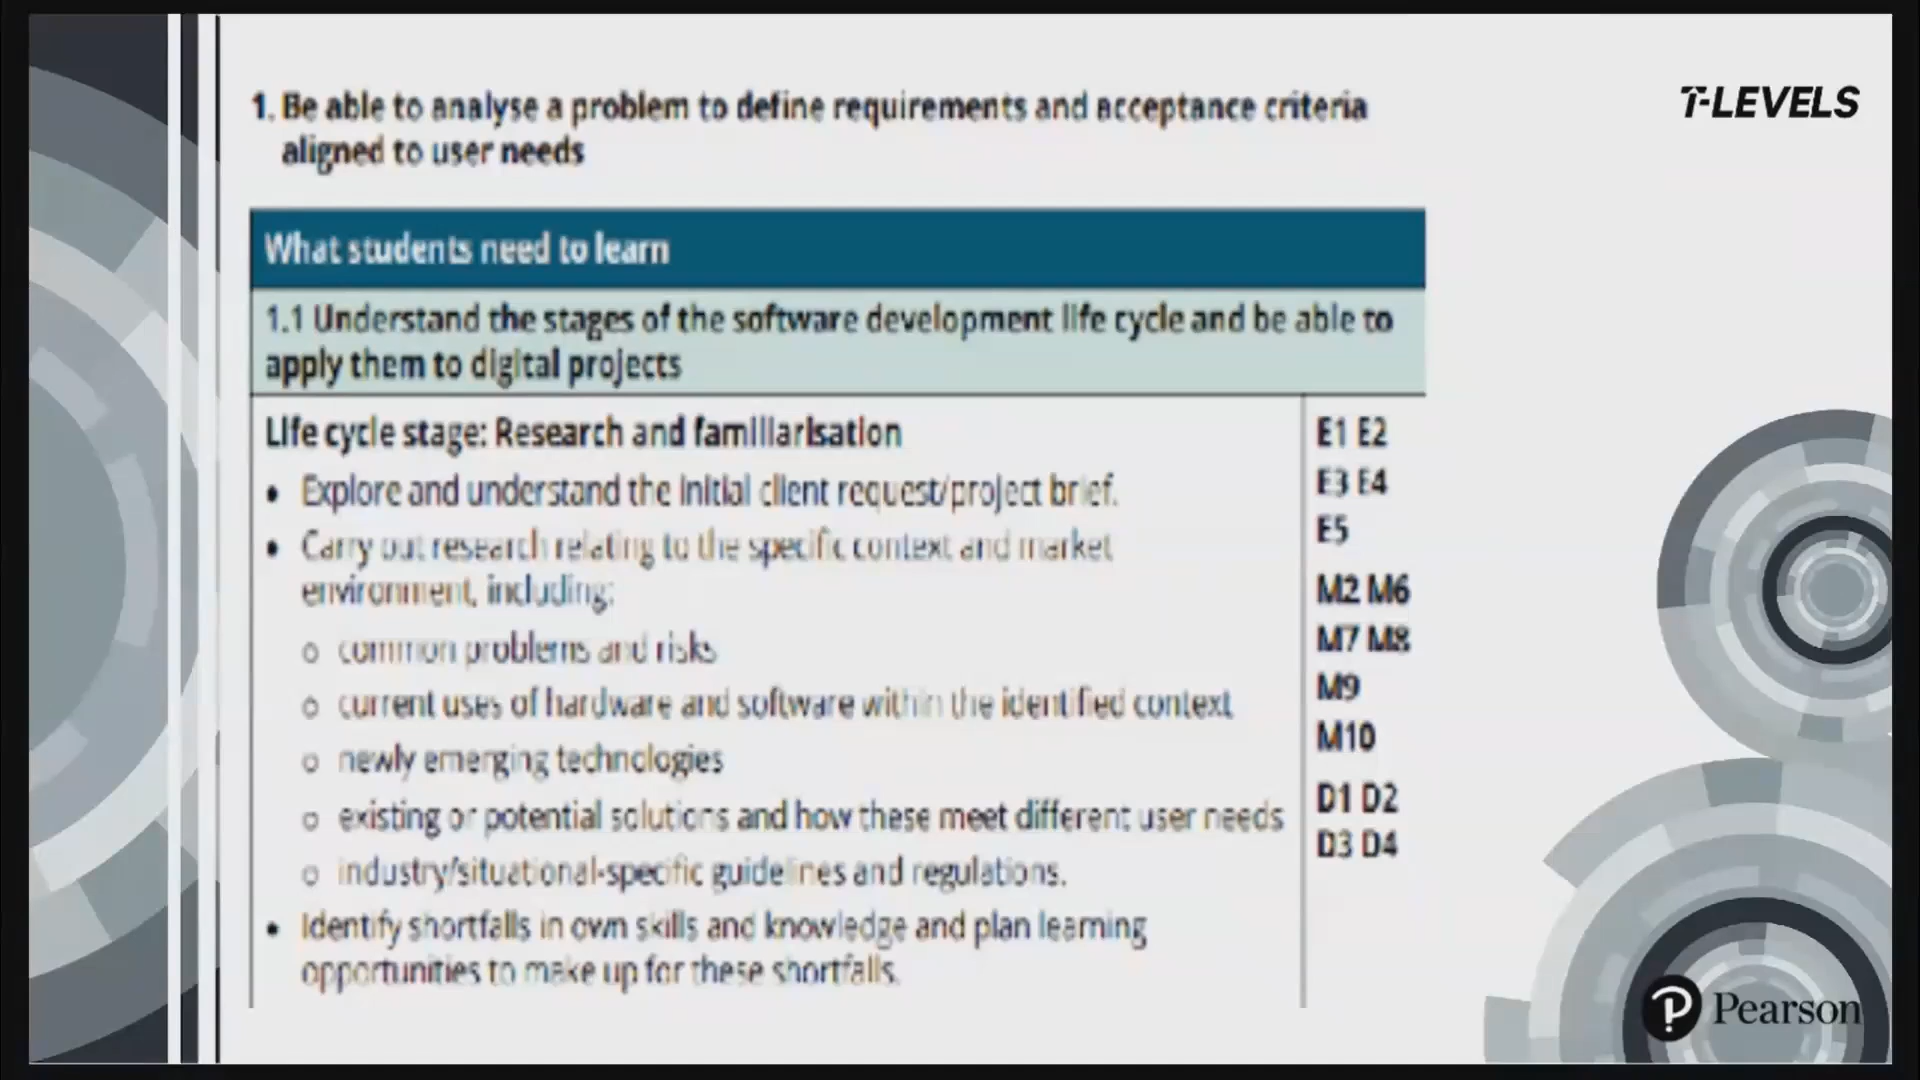 1. Be able to analyse a problem to define requirements and acceptance criteria
aligned to user needs
T-LEVELS
What students need to learn
1.1 Understand the stages of the software development life cycle and be able to
apply them to digital projects
Life cycle stage: Research and familiarisation
• Explore and understand the initial client request/project brief.
• Carry out research relating to the specific context and market
environment, including:
o common problems and risks
o current uses of hardware and software within the identified context
o newly emerging technologies
o existing or potential solutions and how these meet different user needs
o industry/situational-specific guidelines and regulations.
• Identify shortfalls in own skills and knowledge and plan learning
opportunities to make up for these shortfalls.
E1 E2
E3 E4
E5
M2 M6
M7 M8
M9
M10
D1 D2
D3 D4
Pearson